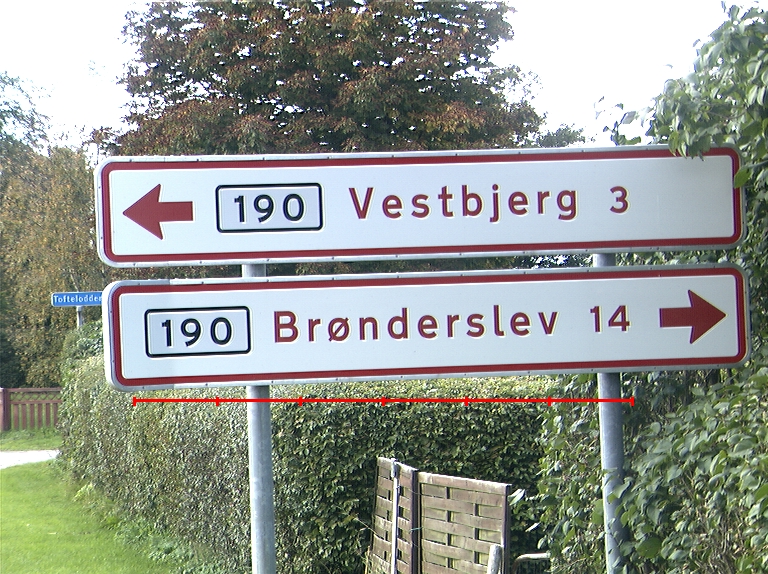 190 Vestbjerg 3
190 Brønderslev 14
Toftelodden